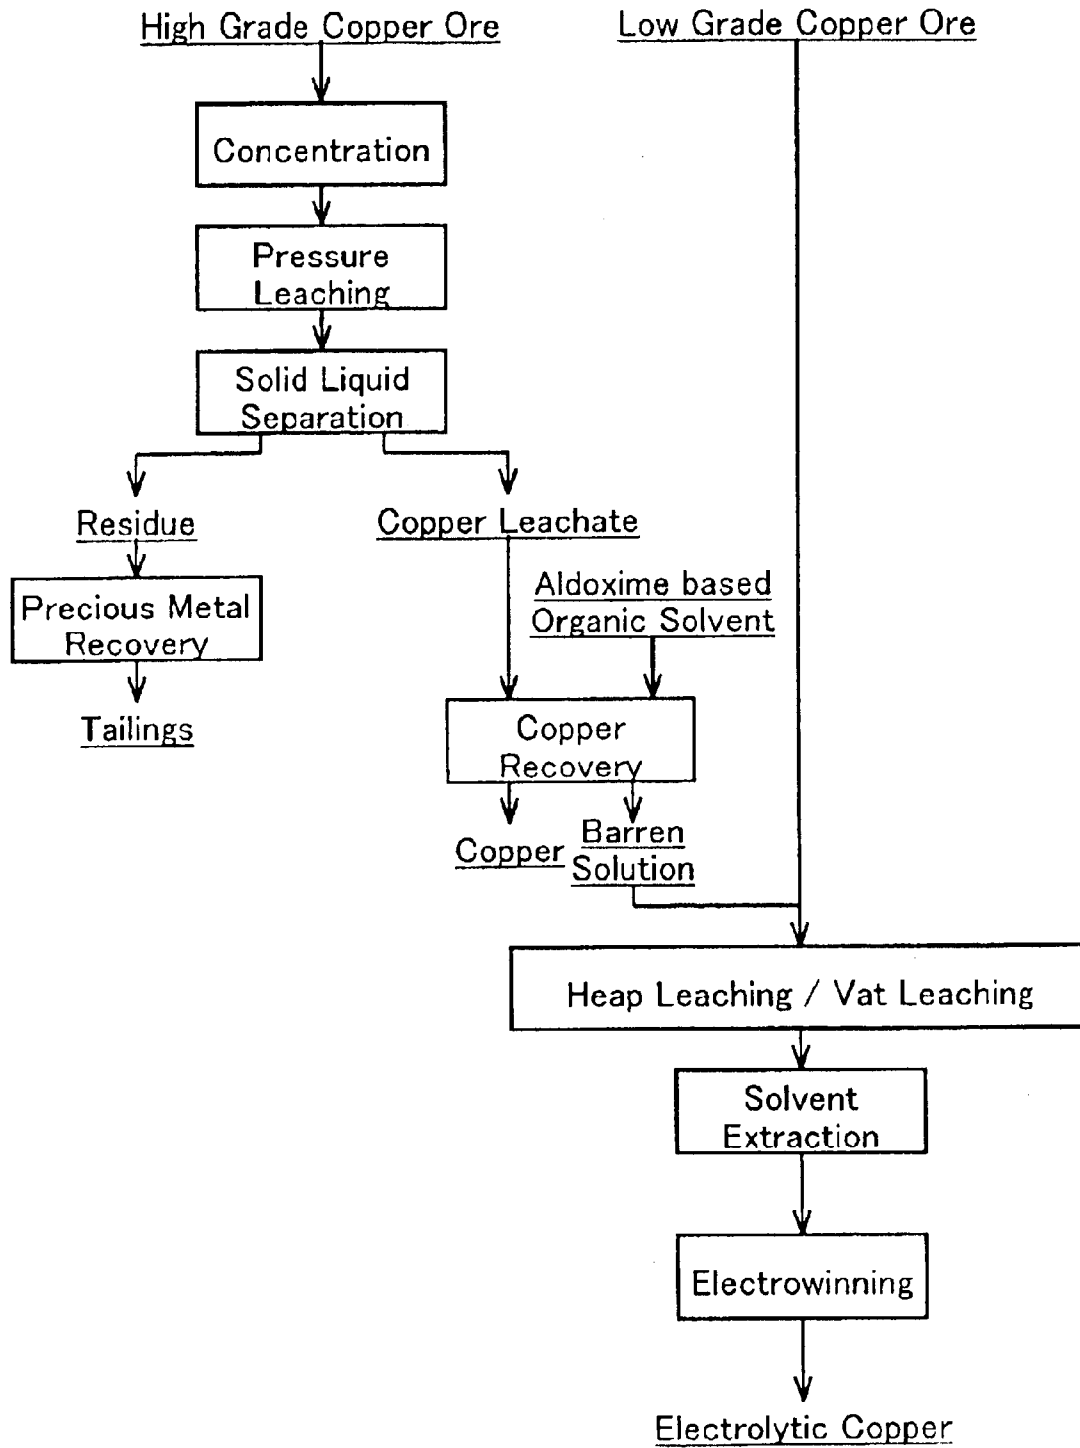 High Grade Copper Ore
Low Grade Copper Ore
Concentration
Pressure
Leaching
Solid Liquid
Separation
Residue
Copper Leachate
Precious Metal
Recovery
Aldoxime based
Organic Solvent
Tailings
Copper
Recovery
Copper
Barren
Solution
Heap Leaching / Vat Leaching
Solvent
Extraction
Electrowinning
Electrolytic Copper